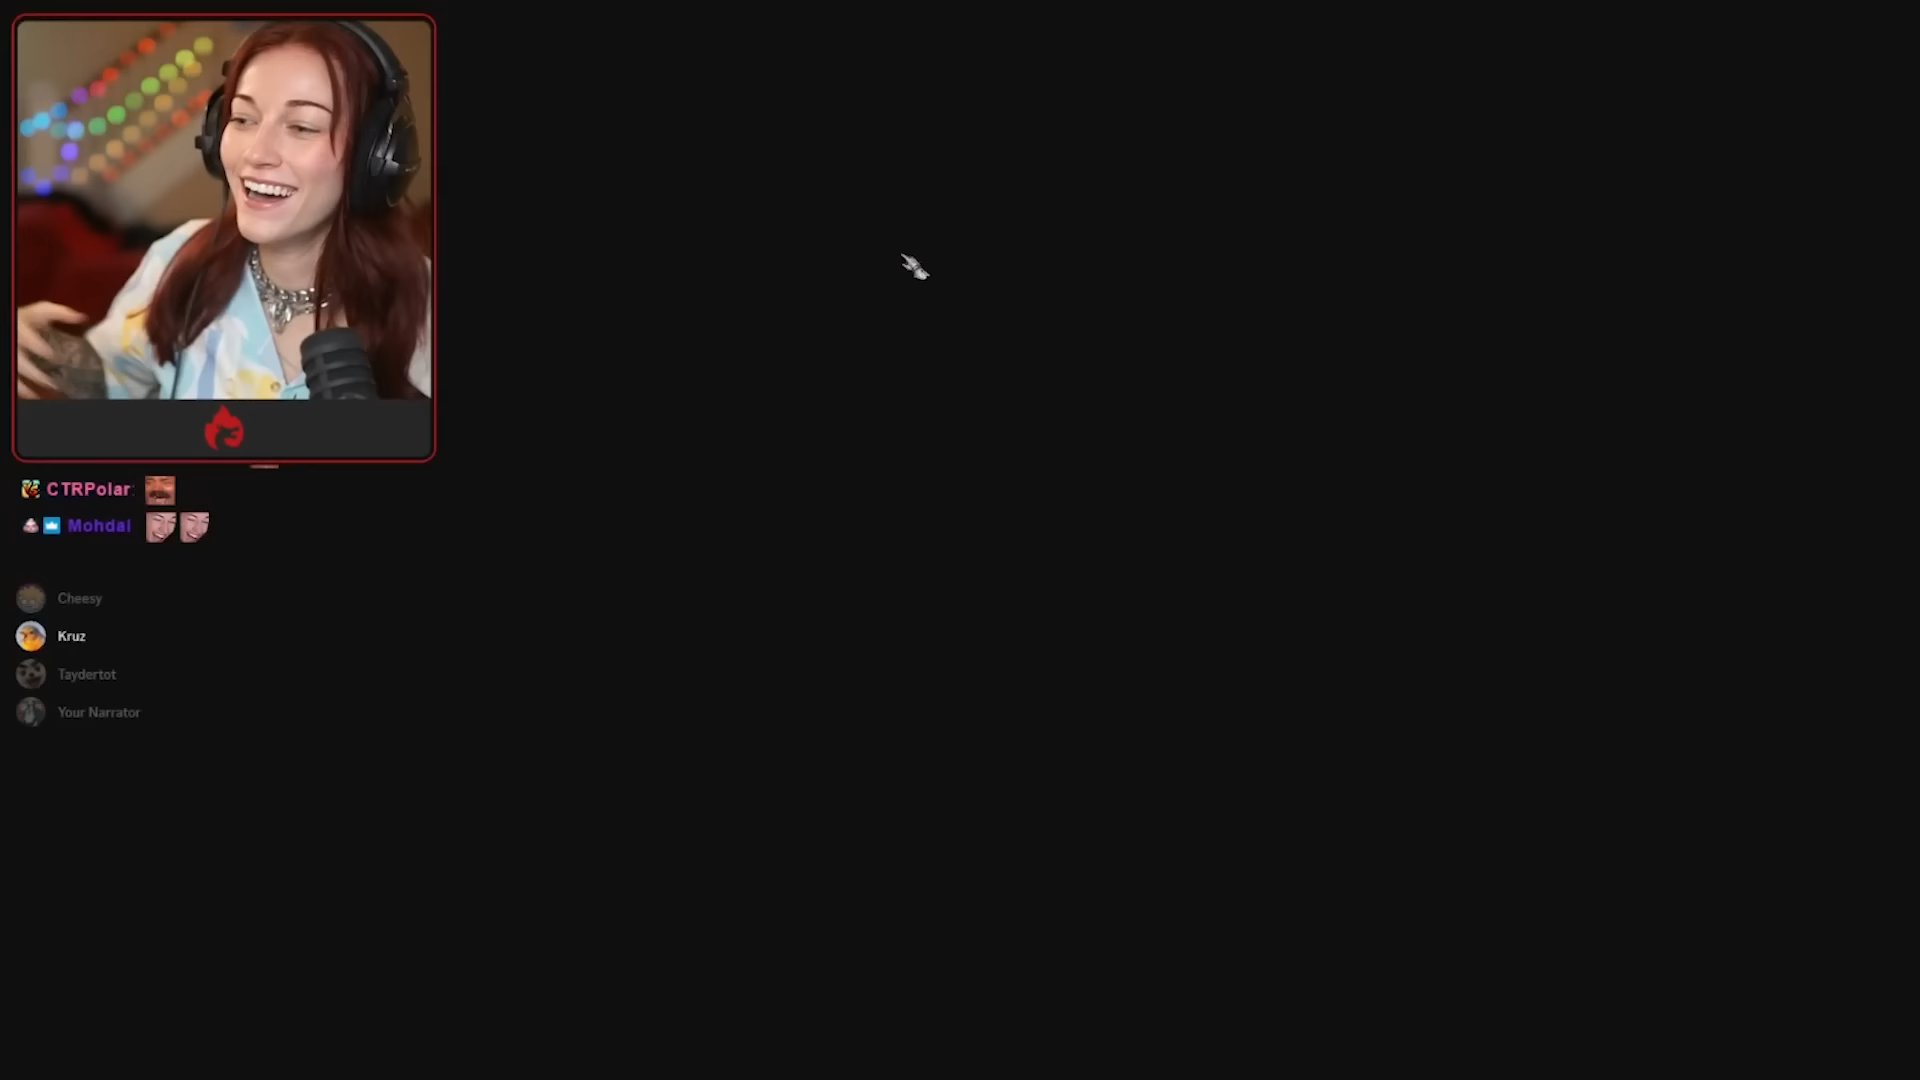 CTRPolar:
Mohdal
Cheesy
Kruz
Taydertot
Your Narrator